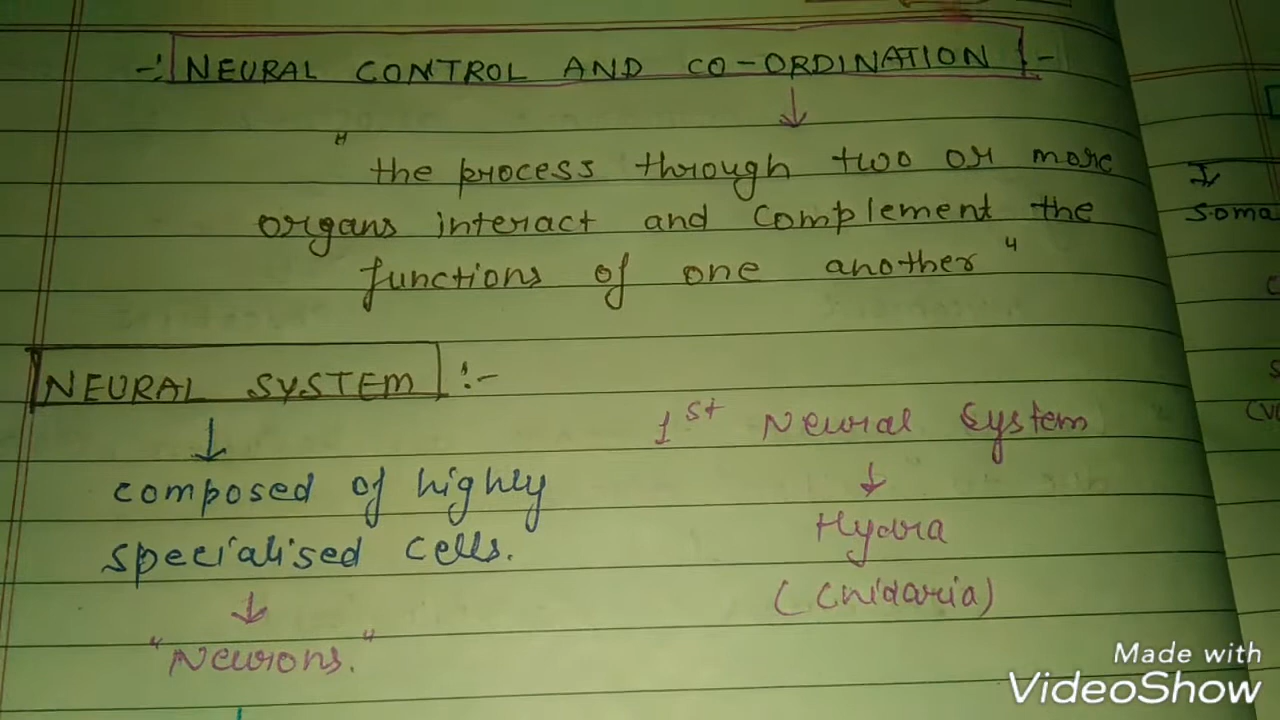 -: NEURAL CONTROL AND CO-ORDINATION :-
↓
"the process through two or more
organs interact and complement the
functions of one another"
NEURAL SYSTEM :-
↓
composed of highly
specialised cells.
↓
"Neurons."
1st Neural System
↓
Hydra
(Cnidaria)
soma
Made with
VideoShow